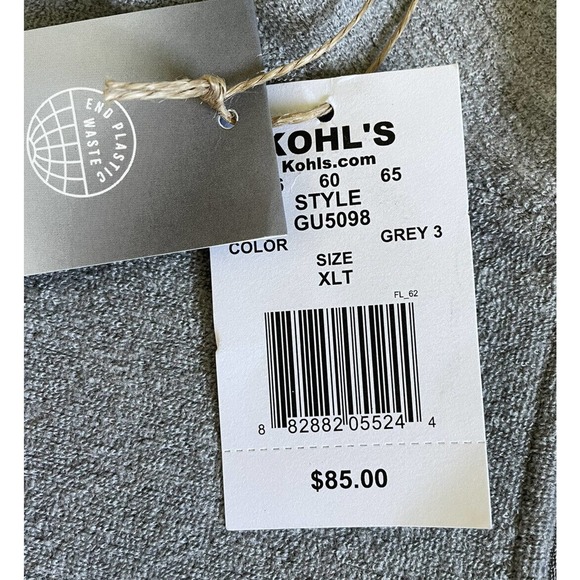 END PLASTIC
WASTE
KOHL'S
Kohls.com
60 65
STYLE
GU5098
COLOR GREY 3
SIZE
XLT
FL_62
8 82882 05524 4
$85.00